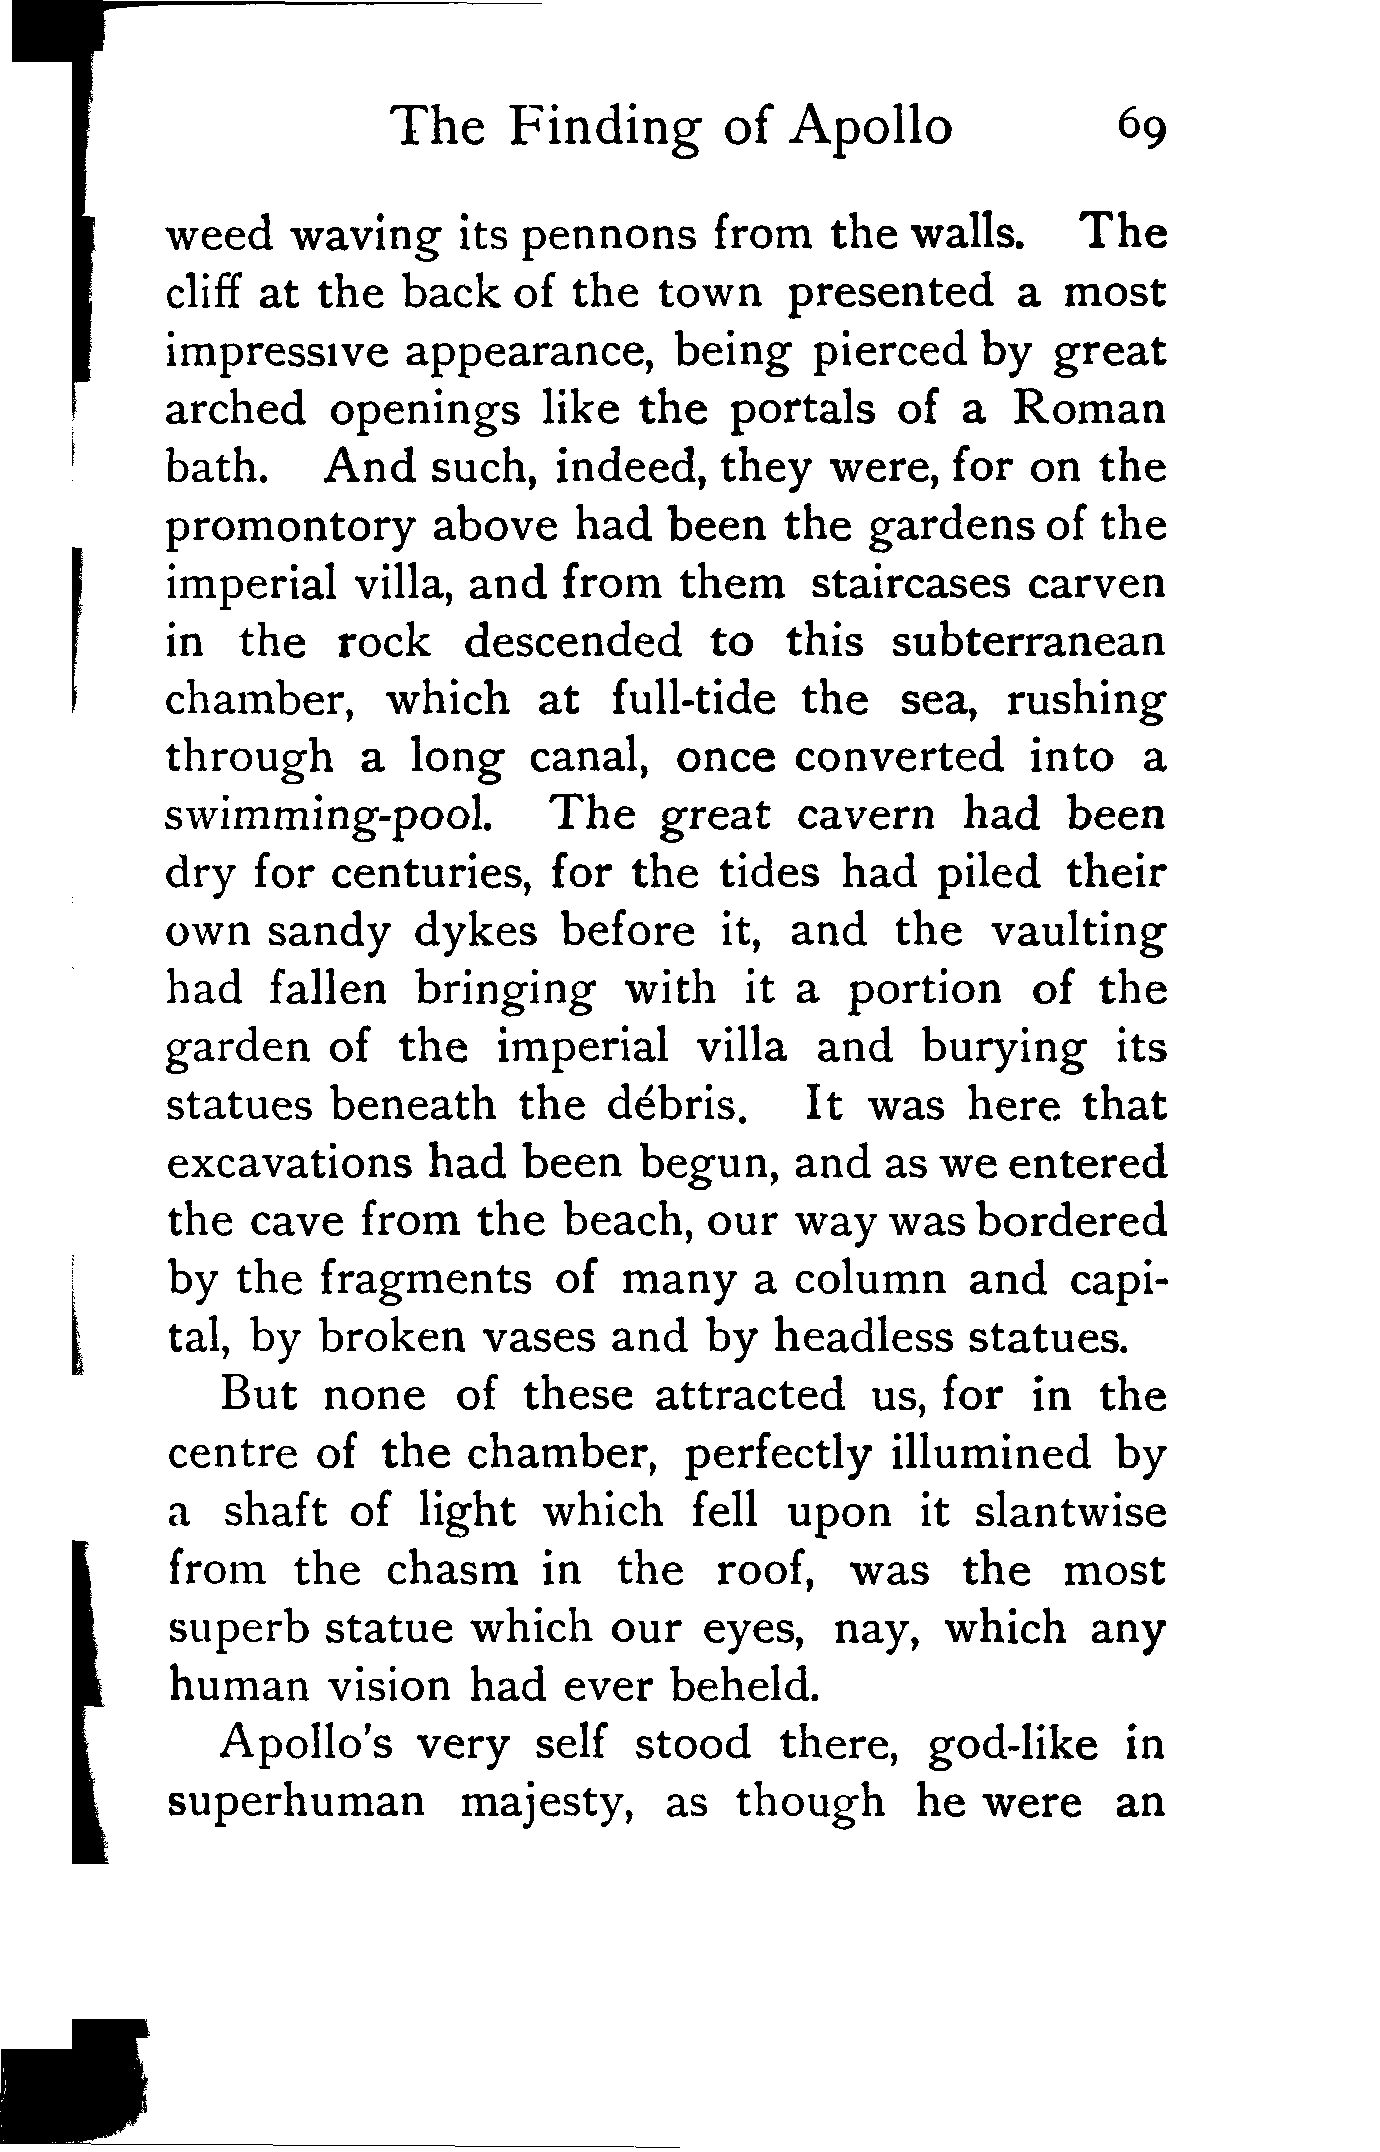 The Finding of Apollo 69
weed waving its pennons from the walls. The
cliff at the back of the town presented a most
impressive appearance, being pierced by great
arched openings like the portals of a Roman
bath. And such, indeed, they were, for on the
promontory above had been the gardens of the
imperial villa, and from them staircases carven
in the rock descended to this subterranean
chamber, which at full-tide the sea, rushing
through a long canal, once converted into a
swimming-pool. The great cavern had been
dry for centuries, for the tides had piled their
own sandy dykes before it, and the vaulting
had fallen bringing with it a portion of the
garden of the imperial villa and burying its
statues beneath the débris. It was here that
excavations had been begun, and as we entered
the cave from the beach, our way was bordered
by the fragments of many a column and capi-
tal, by broken vases and by headless statues.
But none of these attracted us, for in the
centre of the chamber, perfectly illumined by
a shaft of light which fell upon it slantwise
from the chasm in the roof, was the most
superb statue which our eyes, nay, which any
human vision had ever beheld.
Apollo's very self stood there, god-like in
superhuman majesty, as though he were an